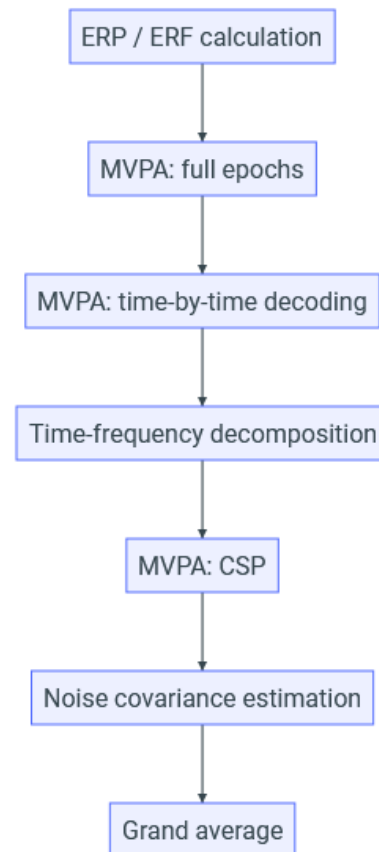 ERP / ERF calculation
MVPA: full epochs
MVPA: time-by-time decoding
Time-frequency decomposition
MVPA: CSP
Noise covariance estimation
Grand average